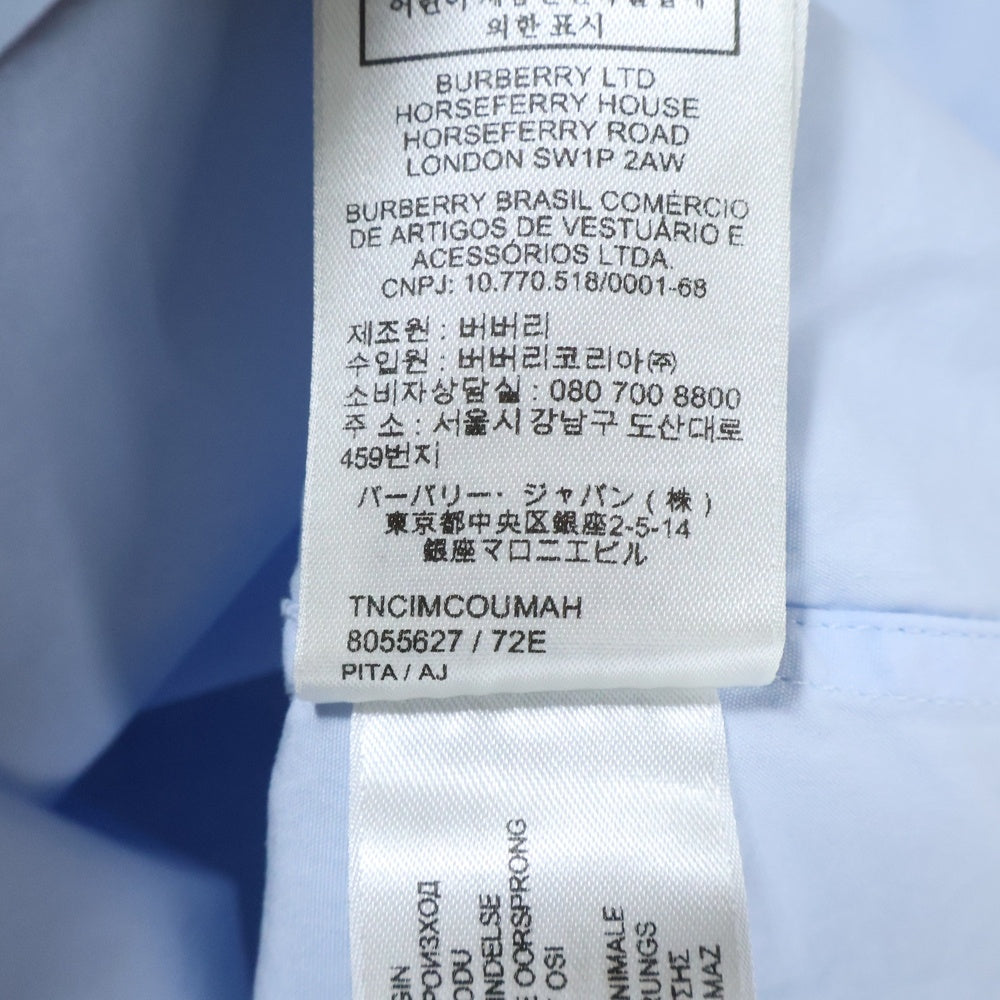 의한 표시
BURBERRY LTD
HORSEFERRY HOUSE
HORSEFERRY ROAD
LONDON SW1P 2AW
BURBERRY BRASIL COMÉRCIO
DE ARTIGOS DE VESTUÁRIO E
ACESSÓRIOS LTDA.
CNPJ: 10.770.518/0001-68
제조원 : 버버리
수입원 : 버버리코리아㈜
소비자상담실 : 080 700 8800
주 소 : 서울시 강남구 도산대로
459번지
バーバリー・ジャパン(株)
東京都中央区銀座2-5-14
銀座マロニエビル
TNCIMCOUMAH
8055627 / 72E
PITA / AJ
OORSPRONG